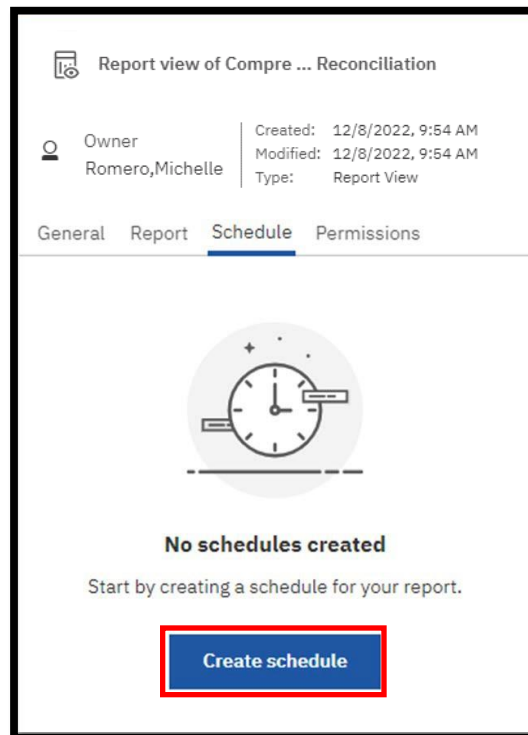 Report view of Compre ... Reconciliation
Owner
Romero,Michelle
Created: 12/8/2022, 9:54 AM
Modified: 12/8/2022, 9:54 AM
Type: Report View
General Report Schedule Permissions
No schedules created
Start by creating a schedule for your report.
Create schedule